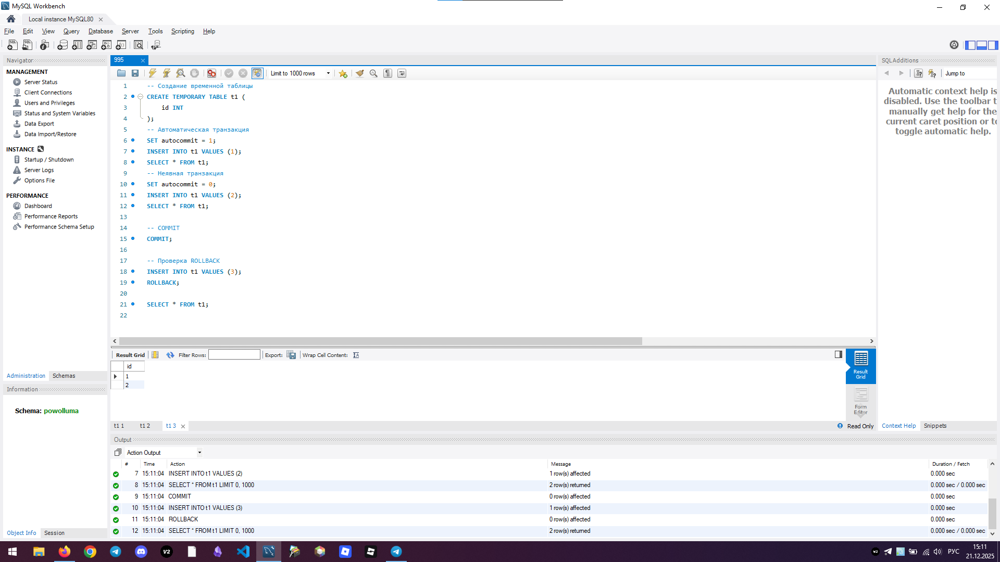 MySQL Workbench
Local instance MySQL80
File Edit View Query Database Server Tools Scripting Help
Navigator
MANAGEMENT
Server Status
Client Connections
Users and Privileges
Status and System Variables
Data Export
Data Import/Restore
INSTANCE
Startup / Shutdown
Server Logs
Options File
PERFORMANCE
Dashboard
Performance Reports
Performance Schema Setup
Administration Schemas
Information
Schema: powolluma
Object Info Session
995
Limit to 1000 rows
1 -- Создание временной таблицы
2 CREATE TEMPORARY TABLE t1 (
3 id INT
4 );
5 -- Автоматическая транзакция
6 SET autocommit = 1;
7 INSERT INTO t1 VALUES (1);
8 SELECT * FROM t1;
9 -- Неявная транзакция
10 SET autocommit = 0;
11 INSERT INTO t1 VALUES (2);
12 SELECT * FROM t1;
13
14 -- COMMIT
15 COMMIT;
16
17 -- Проверка ROLLBACK
18 INSERT INTO t1 VALUES (3);
19 ROLLBACK;
20
21 SELECT * FROM t1;
22
Result Grid Filter Rows: Export: Wrap Cell Content:
id
1
2
Result
Grid
Form
Editor
t1 1 t1 2 t1 3
Read Only
SQLAdditions
Jump to
Automatic context help is
disabled. Use the toolbar t
manually get help for the
current caret position or to
toggle automatic help.
Context Help Snippets
Output
Action Output
# Time Action Message Duration / Fetch
7 15:11:04 INSERT INTO t1 VALUES (2) 1 row(s) affected 0.000 sec
8 15:11:04 SELECT * FROM t1 LIMIT 0, 1000 2 row(s) returned 0.000 sec / 0.000 sec
9 15:11:04 COMMIT 0 row(s) affected 0.000 sec
10 15:11:04 INSERT INTO t1 VALUES (3) 1 row(s) affected 0.000 sec
11 15:11:04 ROLLBACK 0 row(s) affected 0.000 sec
12 15:11:04 SELECT * FROM t1 LIMIT 0, 1000 2 row(s) returned 0.000 sec / 0.000 sec
V2
РУС
15:11
21.12.2025